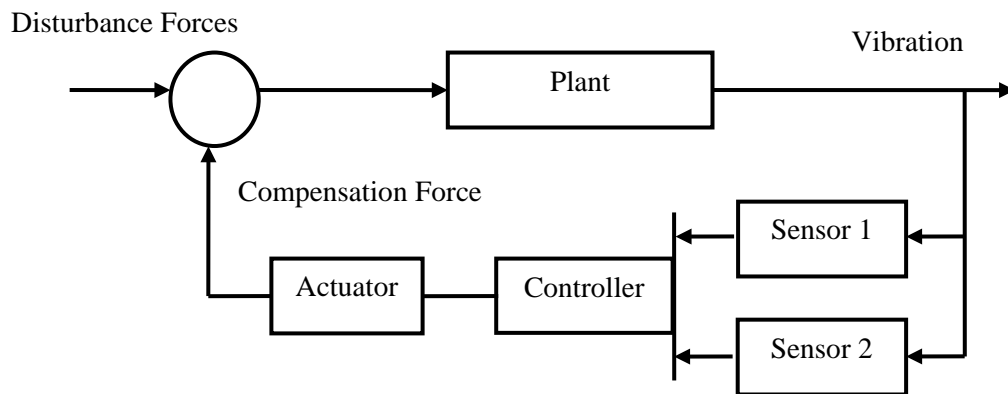 Disturbance Forces
Vibration
Plant
Compensation Force
Sensor 1
Actuator
Controller
Sensor 2